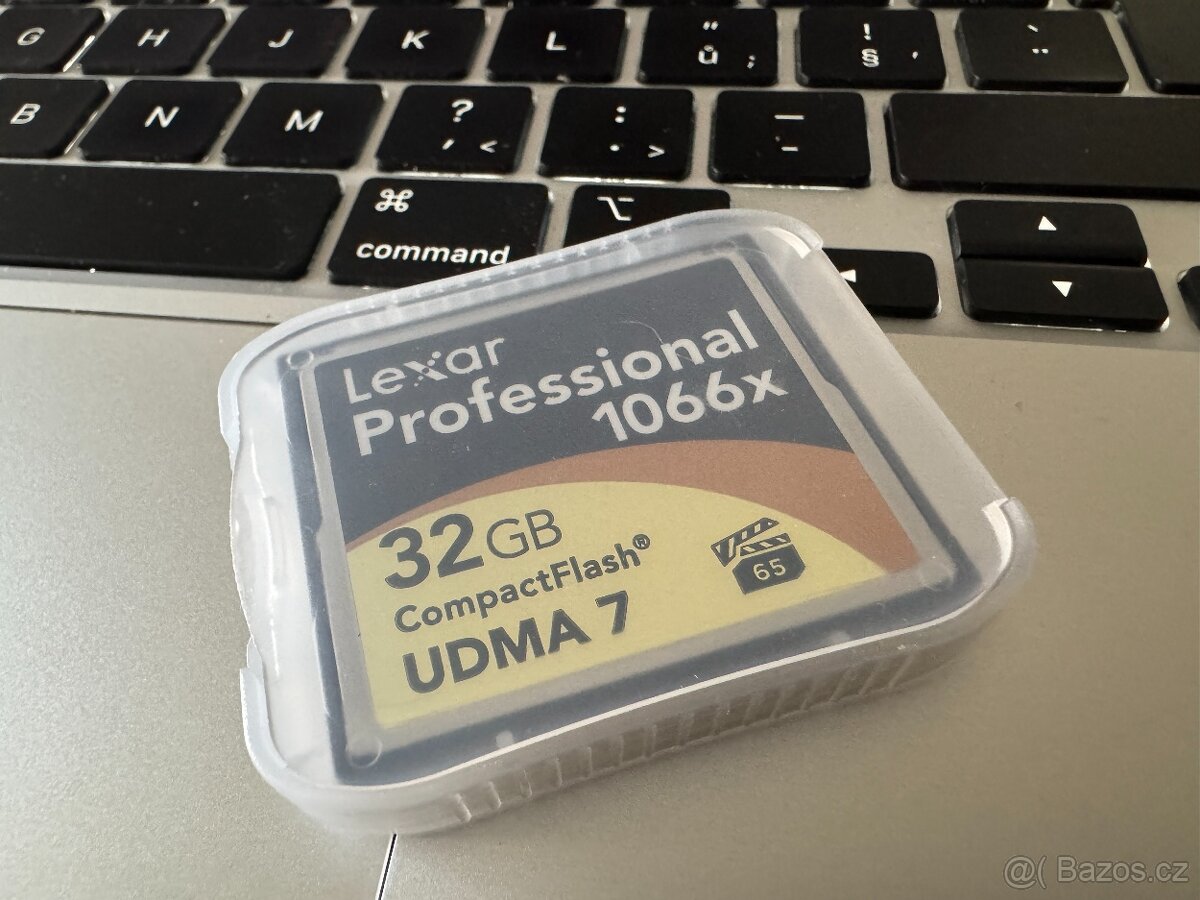 G H J K L " ů ; ! § ' ` ¨
B N M ? , < : . > — -
⌘ ⌥
command
▲
◀ ▼
Lexar
Professional
1066x
32GB
CompactFlash®
UDMA 7
65
@( Bazos.cz